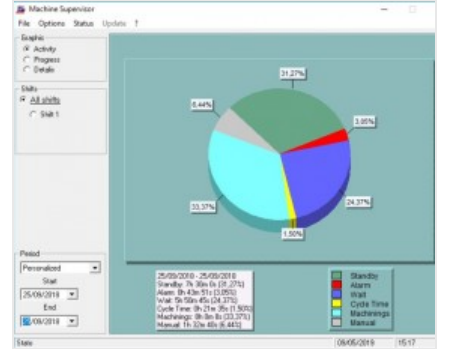 Machine Supervisor
File Options Status Update ?
Graphic
Activity
Progress
Details
Shifts
All shifts
Shift 1
31,27%
6,44%
3,05%
24,37%
33,37%
1,50%
Period
Personalized
Start
25/09/2018
End
/09/2018
25/09/2018 - 25/09/2018
Standby: 7h 30m 0s (31,27%)
Alarm: 0h 43m 51s (3,05%)
Wait: 5h 50m 45s (24,37%)
Cycle Time: 0h 21m 35s (1,50%)
Machinings: 8h 0m 8s (33,37%)
Manual: 1h 32m 40s (6,44%)
Standby
Alarm
Wait
Cycle Time
Machinings
Manual
State
09/05/2019 15:17